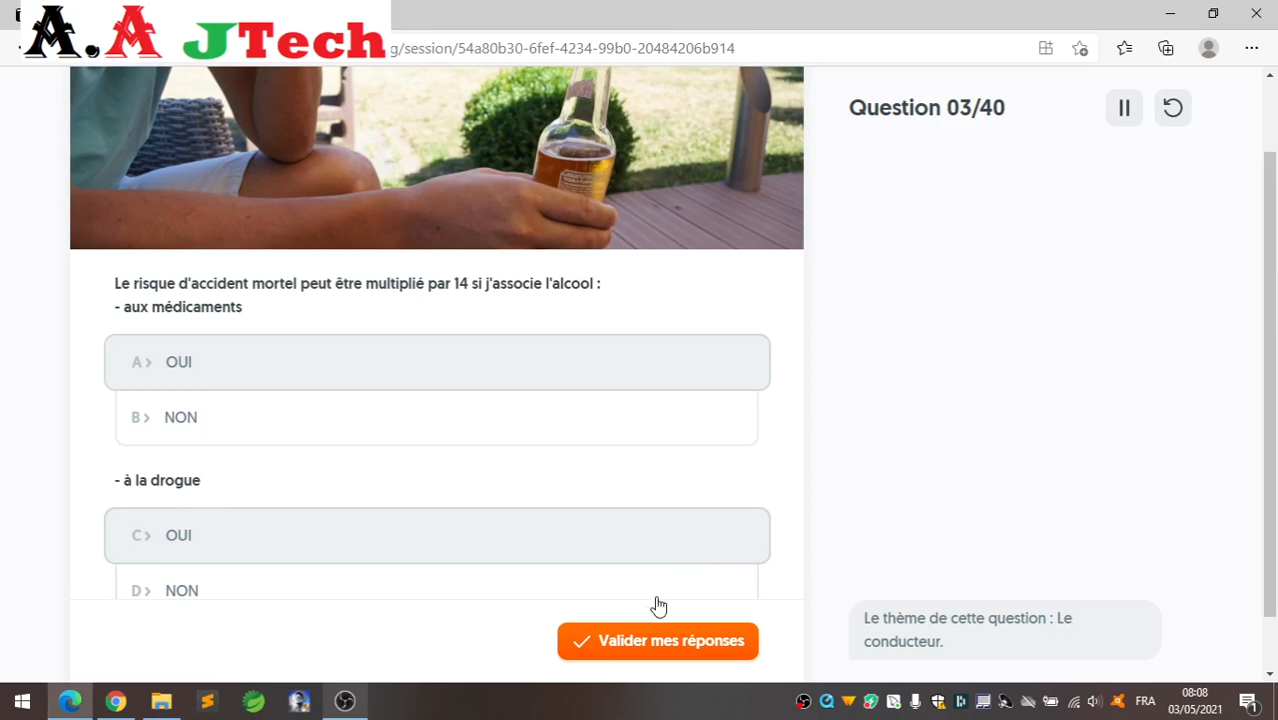 A.A JTech
g/session/54a80b30-6fef-4234-99b0-20484206b914
Question 03/40
Le risque d'accident mortel peut être multiplié par 14 si j'associe l'alcool :
- aux médicaments
A> OUI
B> NON
- à la drogue
C> OUI
D> NON
Valider mes réponses
Le thème de cette question : Le
conducteur.
FRA
08:08
03/05/2021
1